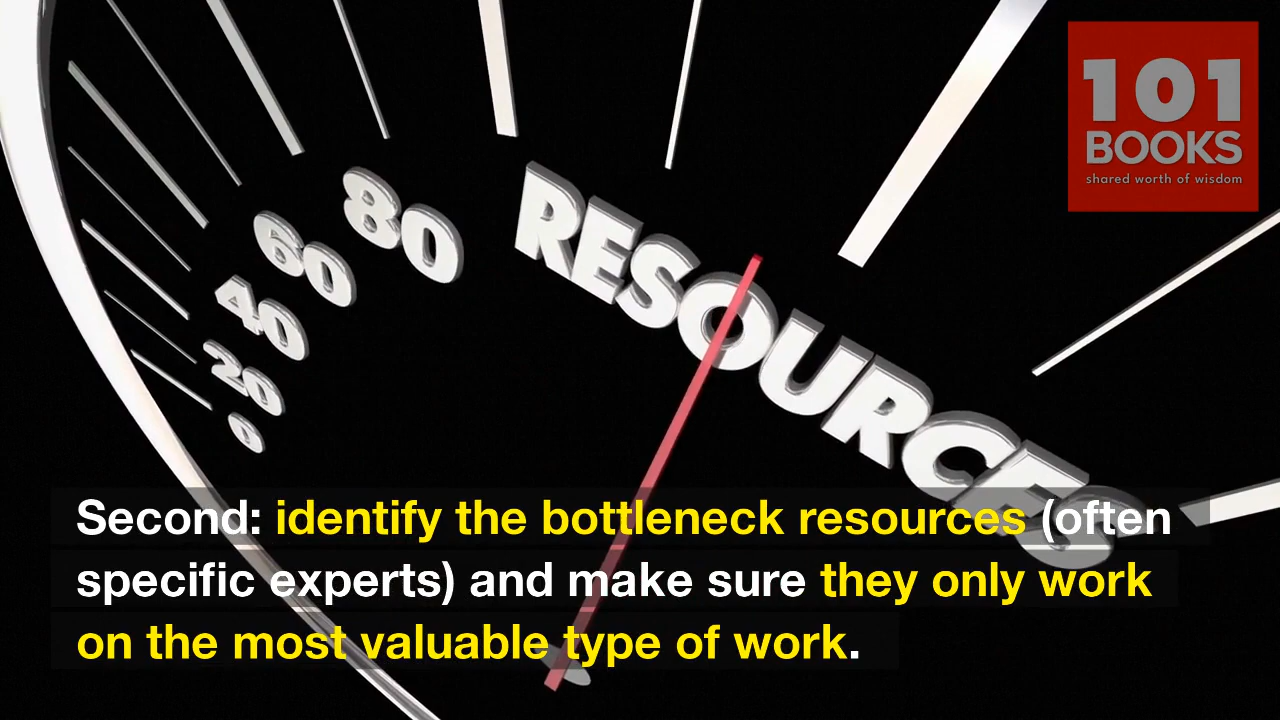 101
BOOKS
shared worth of wisdom
80
60
40
20
0
RESOURCES
Second: identify the bottleneck resources (often
specific experts) and make sure they only work
on the most valuable type of work.